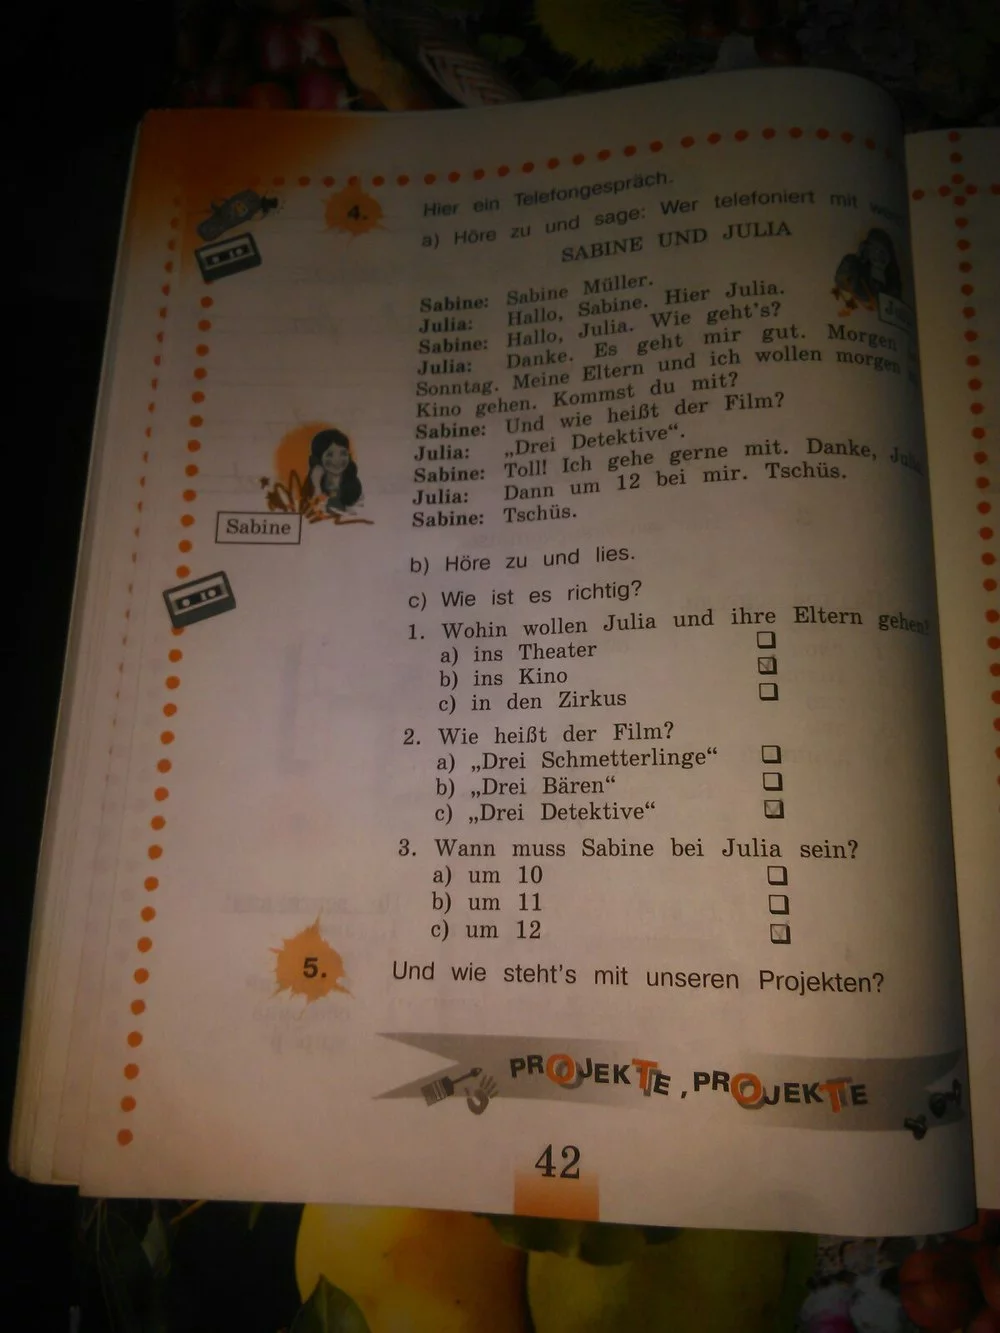 4. Hier ein Telefongespräch.
a) Höre zu und sage: Wer telefoniert mit
SABINE UND JULIA
Sabine: Sabine Müller.
Julia: Hallo, Sabine. Hier Julia.
Sabine: Hallo, Julia. Wie geht's?
Julia: Danke. Es geht mir gut. Morgen
Sonntag. Meine Eltern und ich wollen morgen
Kino gehen. Kommst du mit?
Sabine: Und wie heißt der Film?
Julia: „Drei Detektive“.
Sabine: Toll! Ich gehe gerne mit. Danke,
Julia: Dann um 12 bei mir. Tschüs.
Sabine: Tschüs.
Sabine
b) Höre zu und lies.
c) Wie ist es richtig?
1. Wohin wollen Julia und ihre Eltern gehen?
a) ins Theater
b) ins Kino
c) in den Zirkus
2. Wie heißt der Film?
a) „Drei Schmetterlinge“
b) „Drei Bären“
c) „Drei Detektive“
3. Wann muss Sabine bei Julia sein?
a) um 10
b) um 11
c) um 12
5. Und wie steht's mit unseren Projekten?
PROJEKTE, PROJEKTE
42